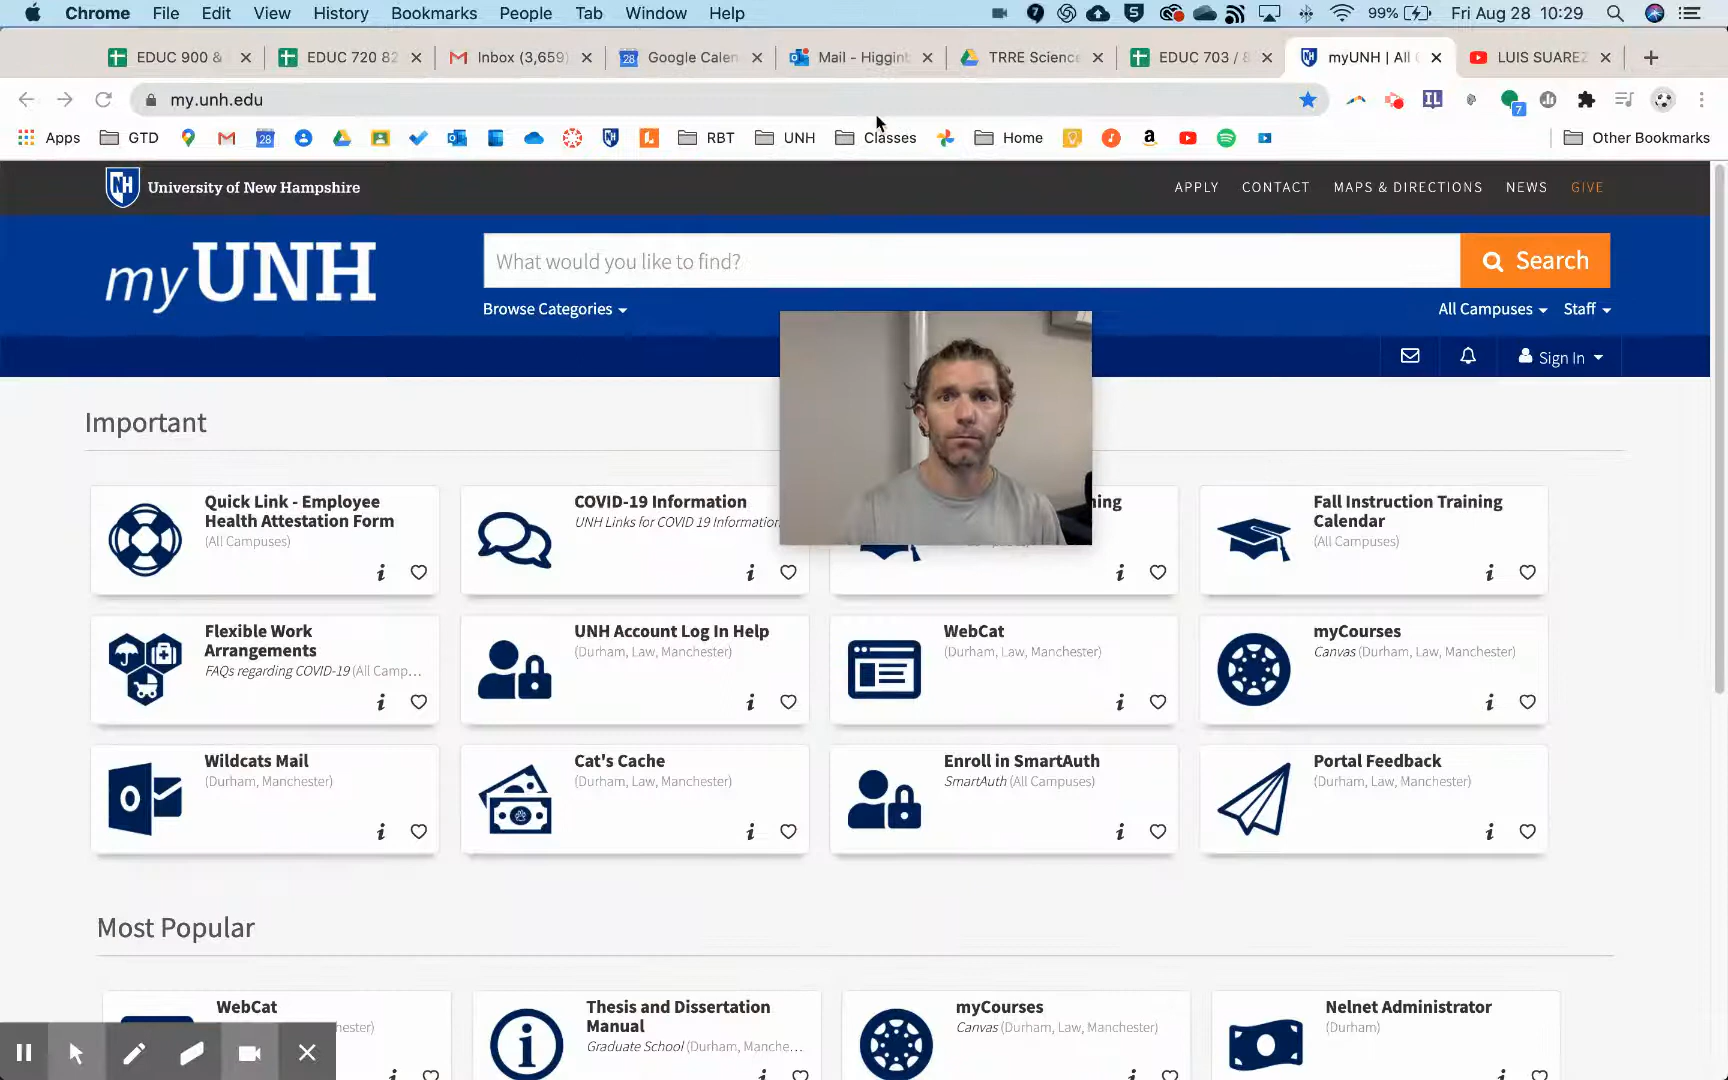 Chrome File Edit View History Bookmarks People Tab Window Help 99% Fri Aug 28 10:29
EDUC 900 & EDUC 720 82 Inbox (3,659) Google Calen Mail - Higgin TRRE Science EDUC 703 / 8 myUNH | All C LUIS SUAREZ
my.unh.edu
Apps GTD RBT UNH Classes Home Other Bookmarks
NH University of New Hampshire APPLY CONTACT MAPS & DIRECTIONS NEWS GIVE
myUNH What would you like to find? Search
Browse Categories All Campuses Staff
Sign In
Important
Quick Link - Employee
Health Attestation Form
(All Campuses)
COVID-19 Information
UNH Links for COVID 19 Information
Fall Instruction Training
Calendar
(All Campuses)
Flexible Work
Arrangements
FAQs regarding COVID-19 (All Camp...
UNH Account Log In Help
(Durham, Law, Manchester)
WebCat
(Durham, Law, Manchester)
myCourses
Canvas (Durham, Law, Manchester)
Wildcats Mail
(Durham, Manchester)
Cat's Cache
(Durham, Law, Manchester)
Enroll in SmartAuth
SmartAuth (All Campuses)
Portal Feedback
(Durham, Law, Manchester)
Most Popular
WebCat
Thesis and Dissertation
Manual
Graduate School (Durham, Manche...
myCourses
Canvas (Durham, Law, Manchester)
Nelnet Administrator
(Durham)